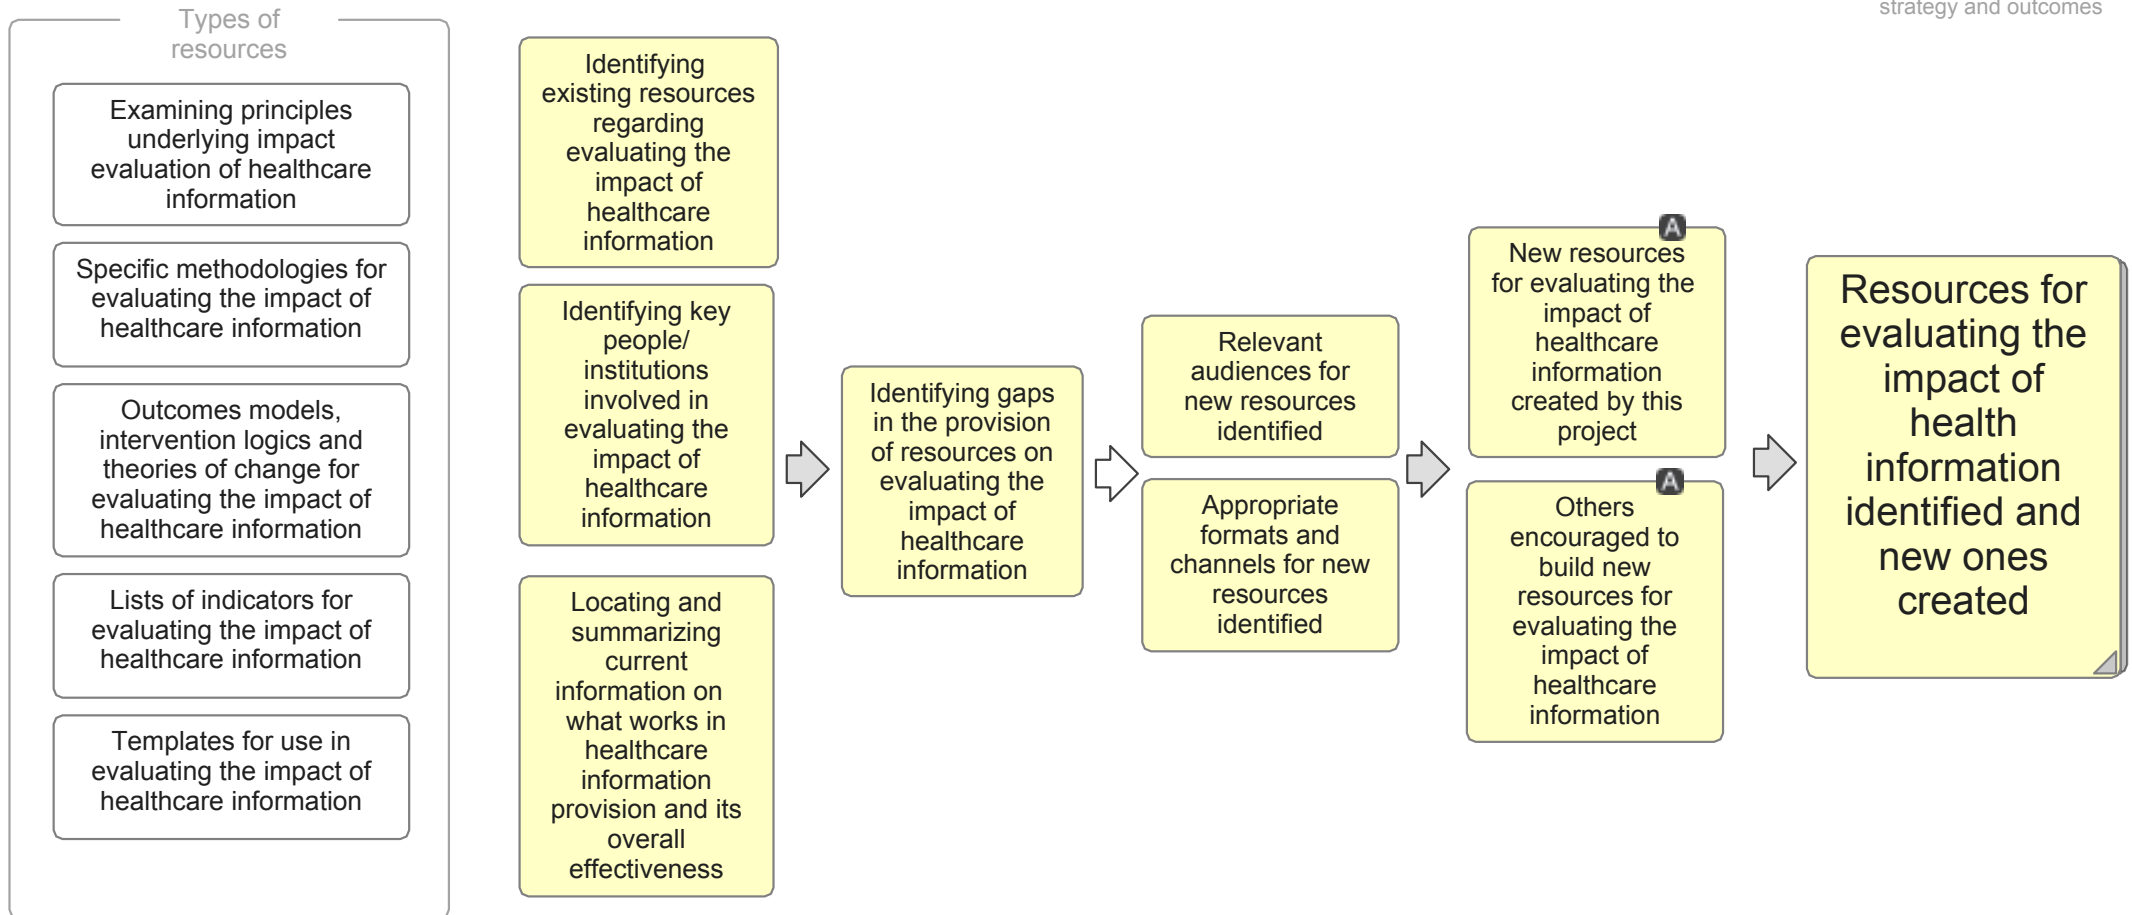 strategy and outcomes
Types of
resources
Examining principles
underlying impact
evaluation of healthcare
information
Specific methodologies for
evaluating the impact of
healthcare information
Outcomes models,
intervention logics and
theories of change for
evaluating the impact of
healthcare information
Lists of indicators for
evaluating the impact of
healthcare information
Templates for use in
evaluating the impact of
healthcare information
Identifying
existing resources
regarding
evaluating the
impact of
healthcare
information
Identifying key
people/
institutions
involved in
evaluating the
impact of
healthcare
information
Locating and
summarizing
current
information on
what works in
healthcare
information
provision and its
overall
effectiveness
Identifying gaps
in the provision
of resources on
evaluating the
impact of
healthcare
information
Relevant
audiences for
new resources
identified
Appropriate
formats and
channels for new
resources
identified
A
New resources
for evaluating the
impact of
healthcare
information
created by this
project
A
Others
encouraged to
build new
resources for
evaluating the
impact of
healthcare
information
Resources for
evaluating the
impact of
health
information
identified and
new ones
created